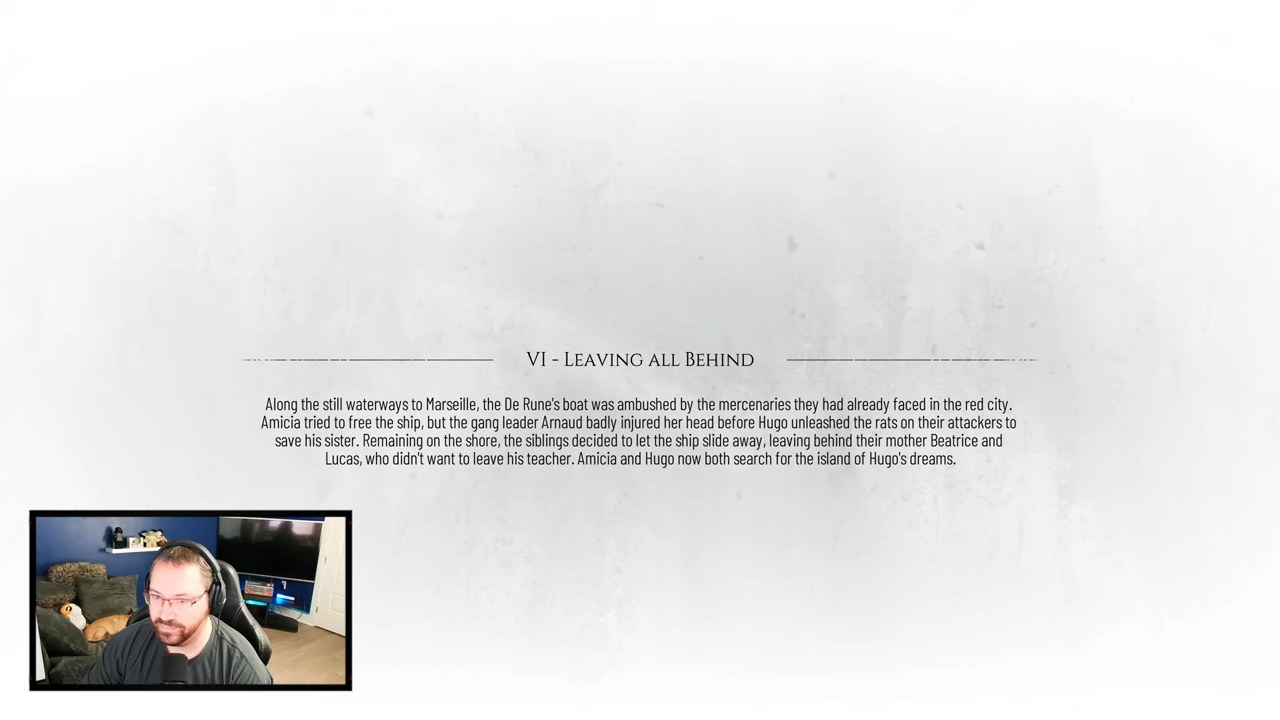 VI - Leaving all Behind
Along the still waterways to Marseille, the De Rune's boat was ambushed by the mercenaries they had already faced in the red city.
Amicia tried to free the ship, but the gang leader Arnaud badly injured her head before Hugo unleashed the rats on their attackers to
save his sister. Remaining on the shore, the siblings decided to let the ship slide away, leaving behind their mother Beatrice and
Lucas, who didn't want to leave his teacher. Amicia and Hugo now both search for the island of Hugo's dreams.